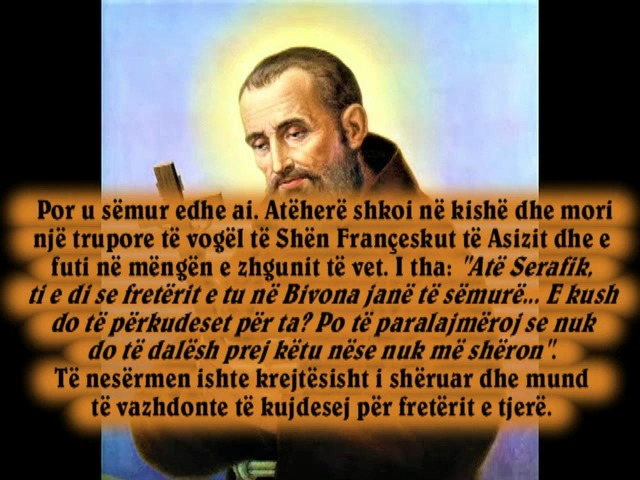 Por u sëmur edhe ai. Atëherë shkoi në kishë dhe mori
një trupore të vogël të Shën Françeskut të Asizit dhe e
futi në mëngën e zhgunit të vet. I tha: "Atë Serafik,
ti e di se fretërit e tu në Bivona janë të sëmurë... E kush
do të përkudeset për ta? Po të paralajmëroj se nuk
do të dalësh prej këtu nëse nuk më shëron".
Të nesërmen ishte krejtësisht i shëruar dhe mund
të vazhdonte të kujdesej për fretërit e tjerë.